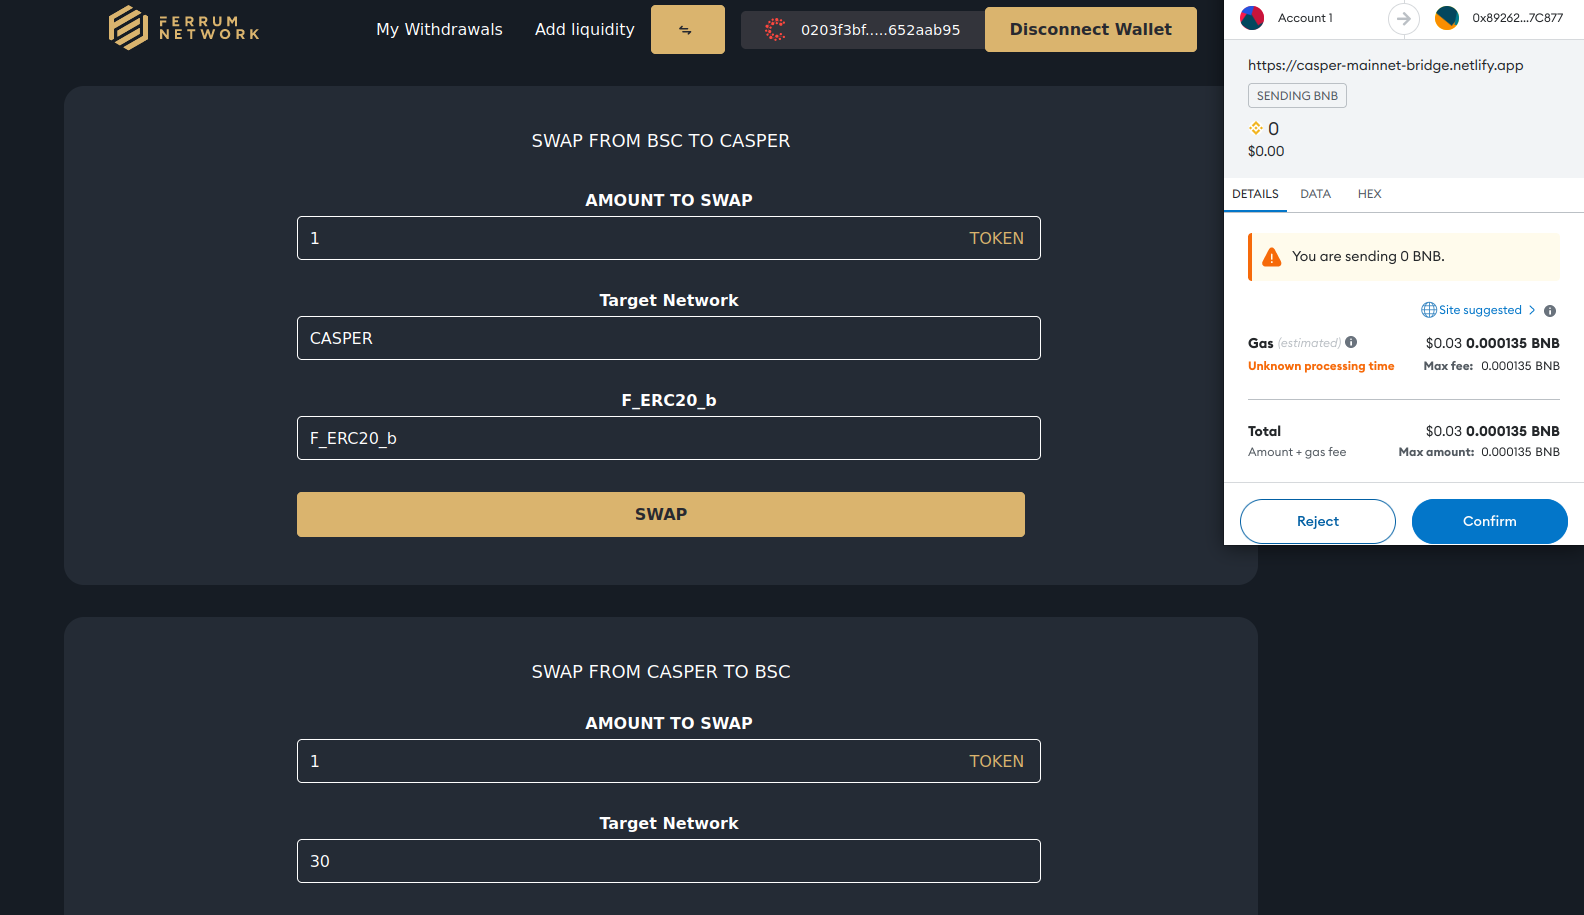 FERRUM
NETWORK
My Withdrawals
Add liquidity
0203f3bf.....652aab95
Disconnect Wallet
SWAP FROM BSC TO CASPER
AMOUNT TO SWAP
1 TOKEN
Target Network
CASPER
F_ERC20_b
F_ERC20_b
SWAP
SWAP FROM CASPER TO BSC
AMOUNT TO SWAP
1 TOKEN
Target Network
30
Account 1
0x89262...7C877
https://casper-mainnet-bridge.netlify.app
SENDING BNB
0
$0.00
DETAILS DATA HEX
You are sending 0 BNB.
Site suggested
Gas (estimated) $0.03 0.000135 BNB
Unknown processing time Max fee: 0.000135 BNB
Total $0.03 0.000135 BNB
Amount + gas fee Max amount: 0.000135 BNB
Reject
Confirm